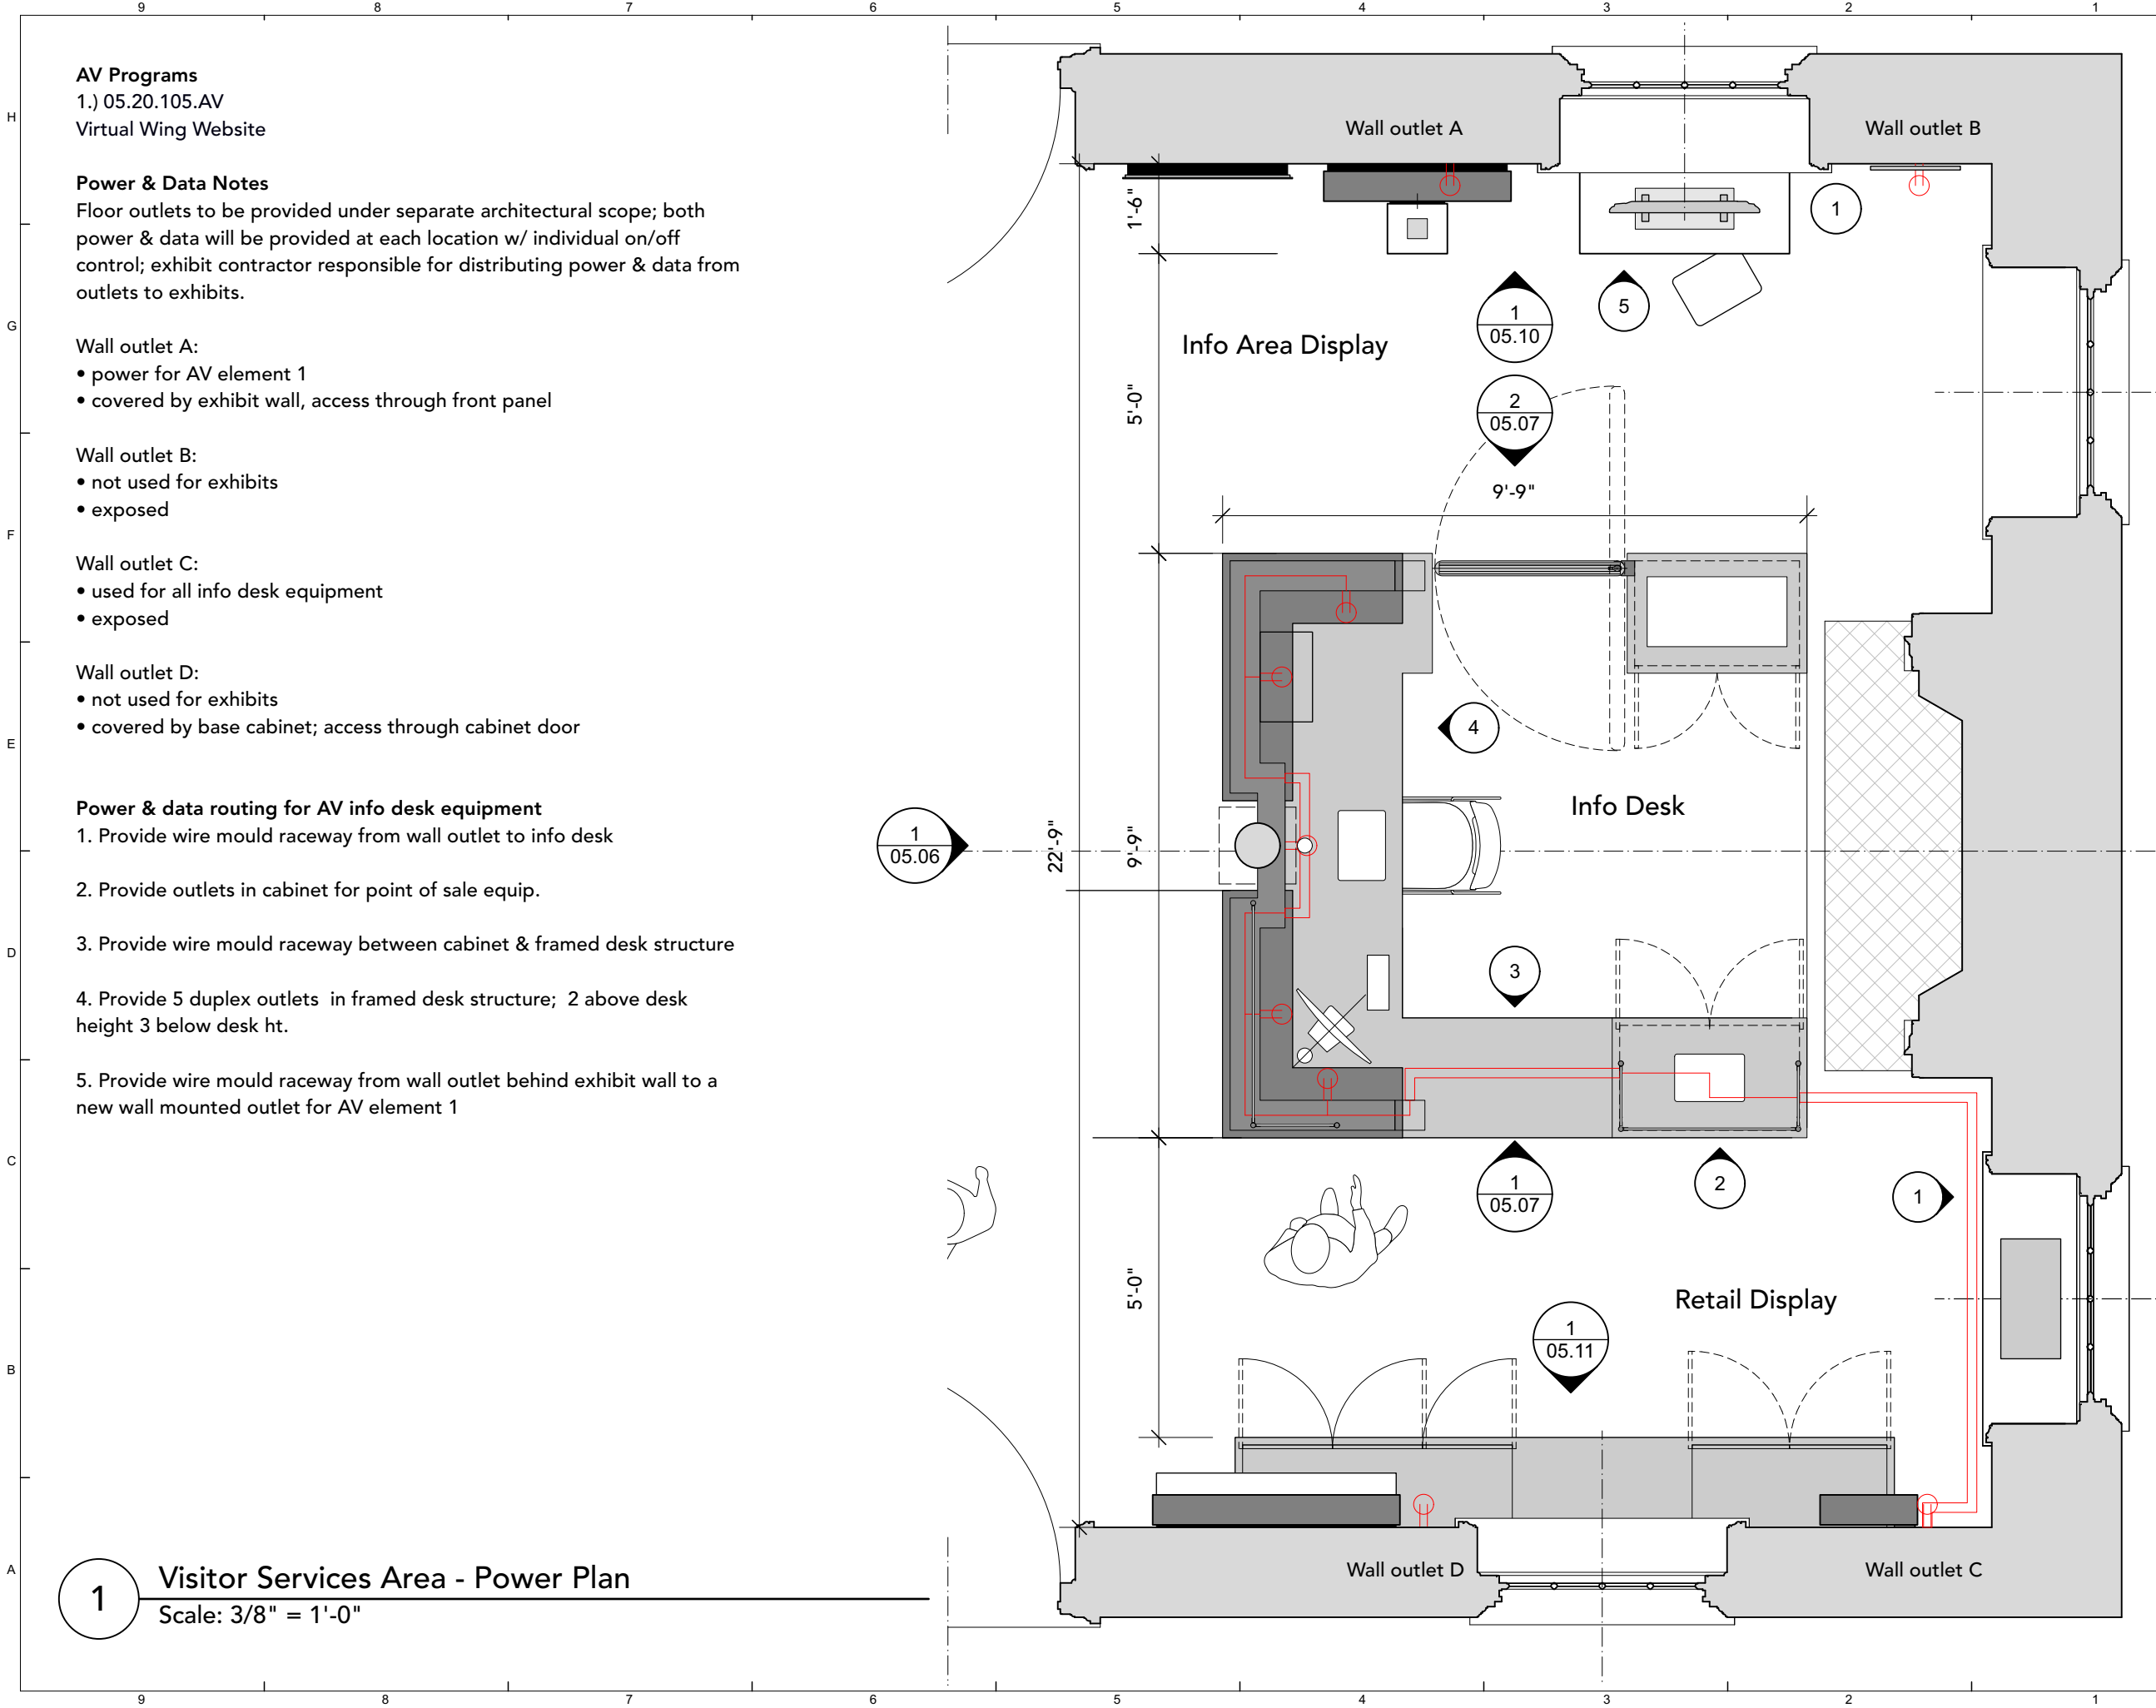 9 8 7 6 5 4 3 2 1
H
G
F
E
D
C
B
A
AV Programs
1.) 05.20.105.AV
Virtual Wing Website
Power & Data Notes
Floor outlets to be provided under separate architectural scope; both
power & data will be provided at each location w/ individual on/off
control; exhibit contractor responsible for distributing power & data from
outlets to exhibits.
Wall outlet A:
• power for AV element 1
• covered by exhibit wall, access through front panel
Wall outlet B:
• not used for exhibits
• exposed
Wall outlet C:
• used for all info desk equipment
• exposed
Wall outlet D:
• not used for exhibits
• covered by base cabinet; access through cabinet door
Power & data routing for AV info desk equipment
1. Provide wire mould raceway from wall outlet to info desk
2. Provide outlets in cabinet for point of sale equip.
3. Provide wire mould raceway between cabinet & framed desk structure
4. Provide 5 duplex outlets  in framed desk structure;  2 above desk
height 3 below desk ht.
5. Provide wire mould raceway from wall outlet behind exhibit wall to a
new wall mounted outlet for AV element 1
Wall outlet A
Wall outlet B
1'-6"
1
5
1
05.10
Info Area Display
5'-0"
2
05.07
9'-9"
4
Info Desk
1
05.06
22'-9"
9'-9"
3
1
05.07
2
1
5'-0"
Retail Display
1
05.11
Wall outlet D
Wall outlet C
1
Visitor Services Area - Power Plan
Scale: 3/8" = 1'-0"
9 8 7 6 5 4 3 2 1